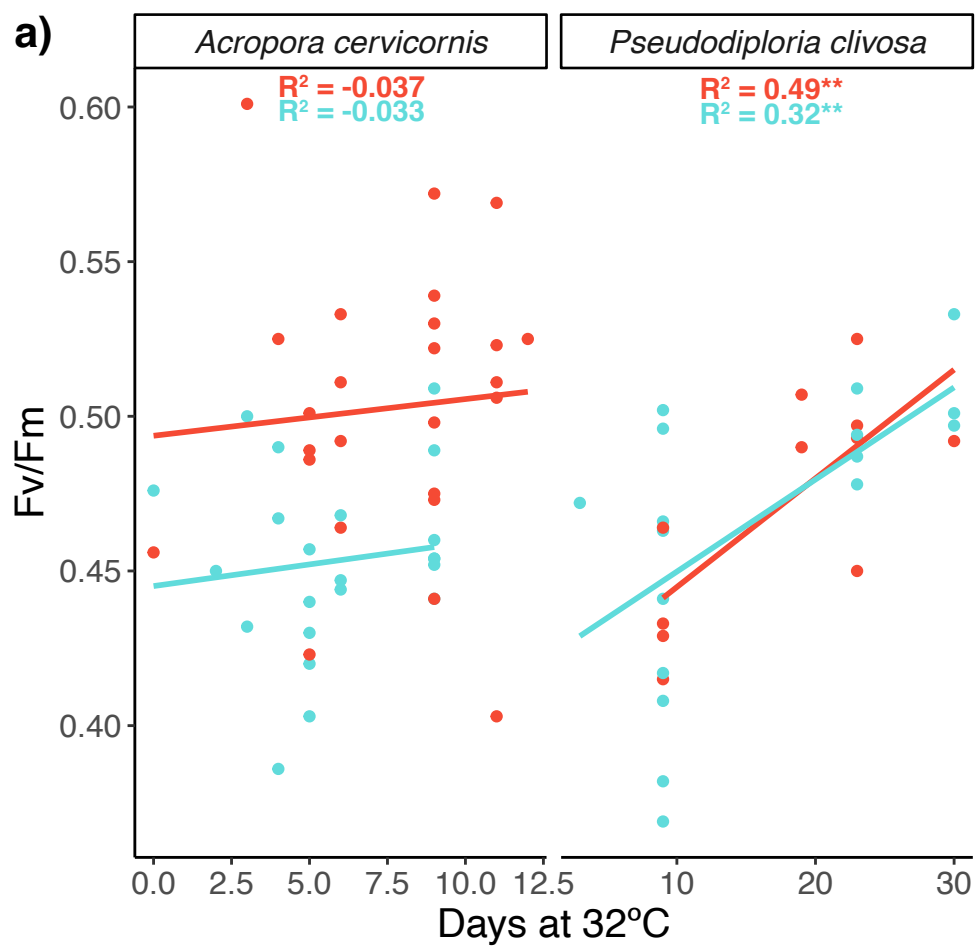 a)
Acropora cervicornis
Pseudodiploria clivosa
R² = -0.037
R² = -0.033
R² = 0.49**
R² = 0.32**
0.60
0.55
0.50
0.45
0.40
Fv/Fm
0.0 2.5 5.0 7.5 10.0 12.5
10 20 30
Days at 32ºC